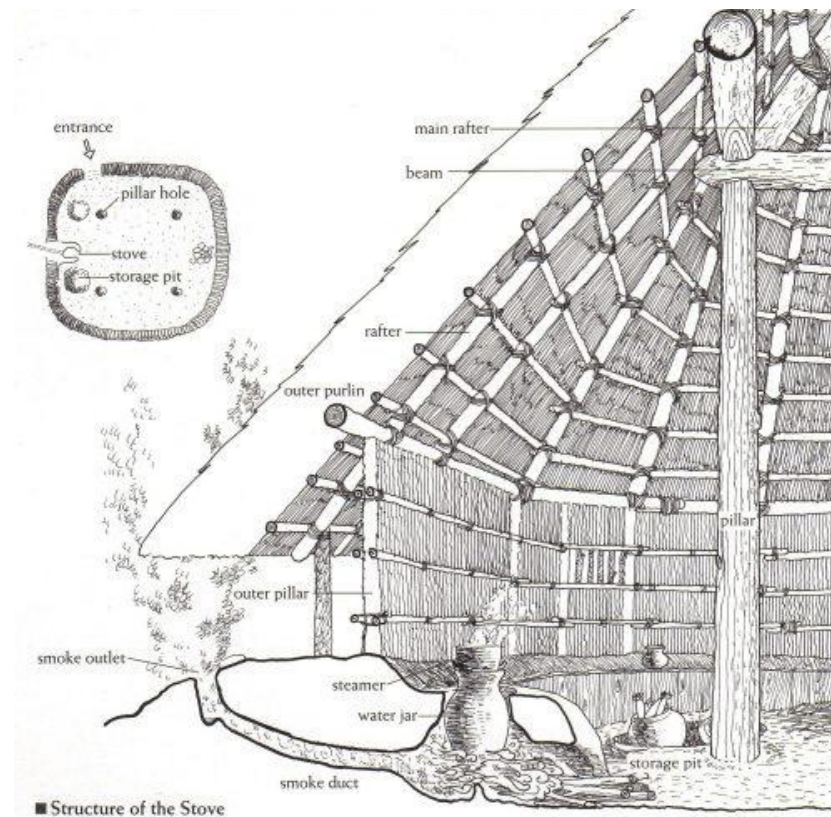 entrance
pillar hole
stove
storage pit
main rafter
beam
rafter
outer purlin
pillar
outer pillar
smoke outlet
steamer
water jar
storage pit
smoke duct
■ Structure of the Stove